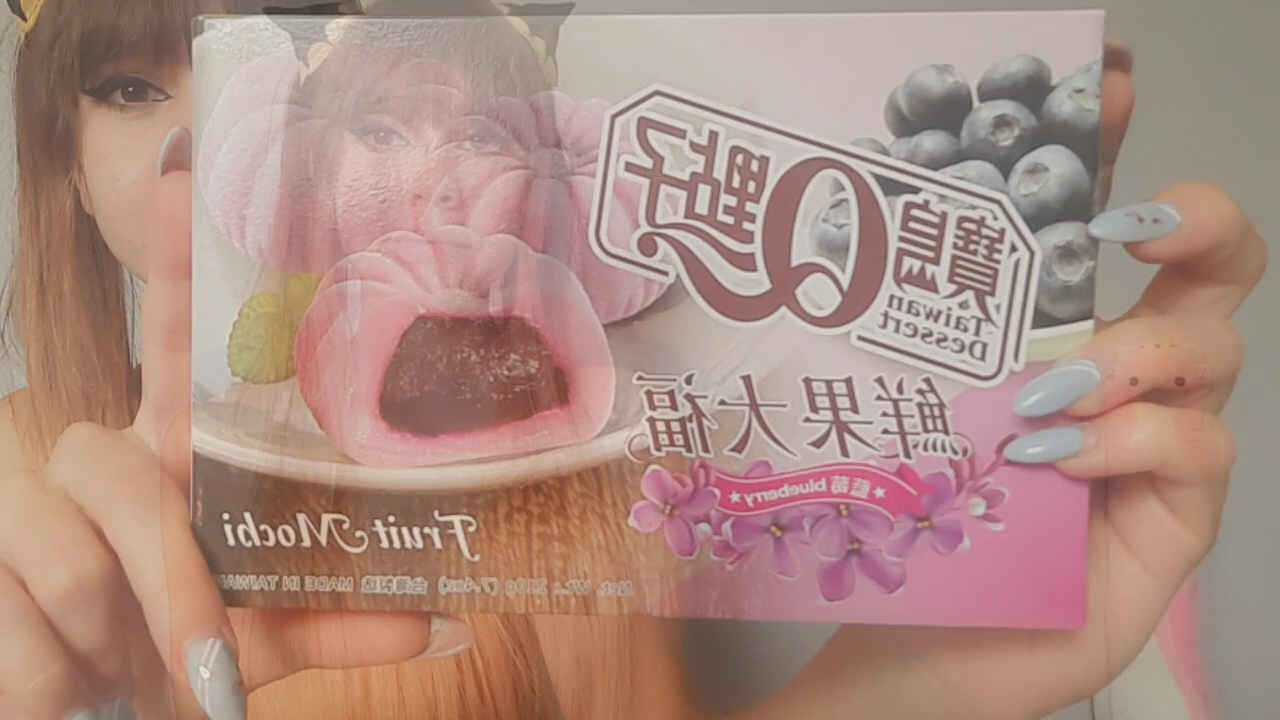 寶島Q點子
Taiwan
Dessert
鮮果大福
藍莓 blueberry
Fruit Mochi
Net. Wt.: 210g (7.4oz) 台灣製造 MADE IN TAIWAN